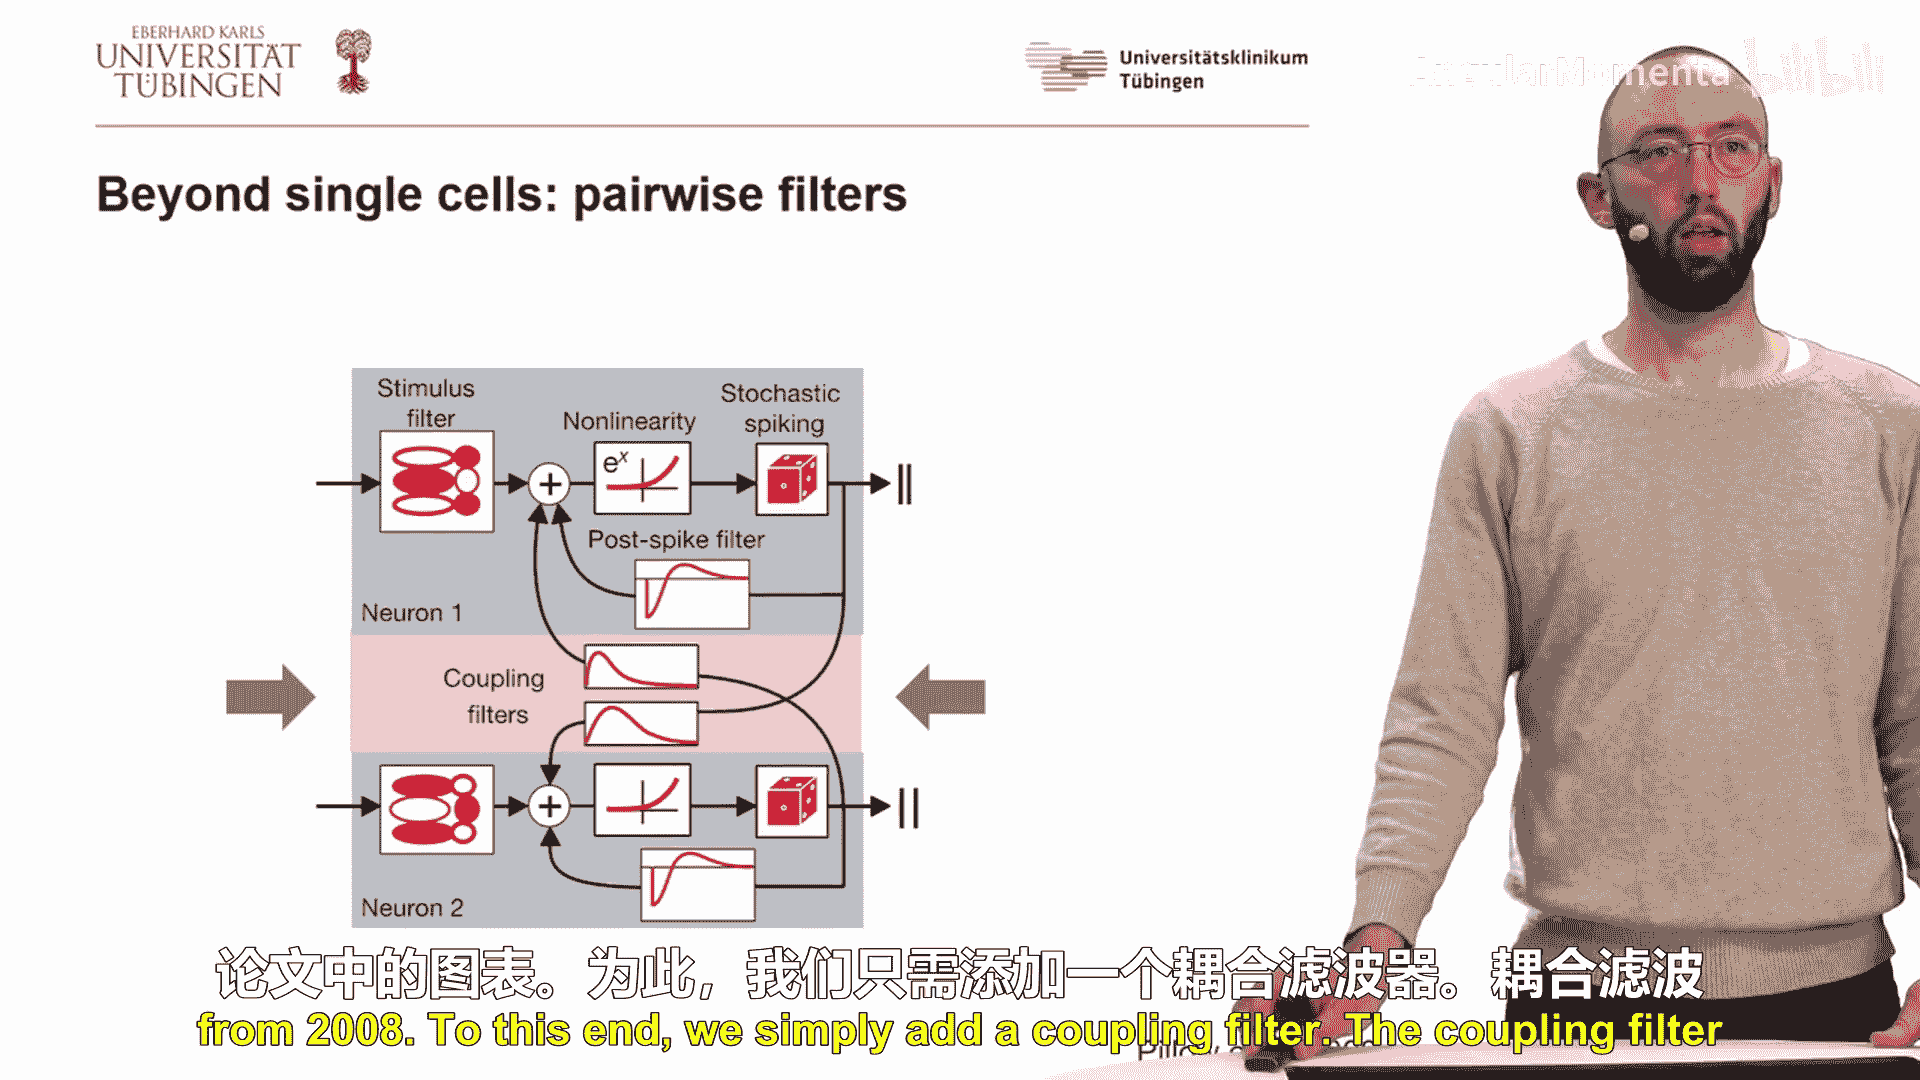 EBERHARD KARLS
UNIVERSITÄT
TÜBINGEN
Universitätsklinikum
Tübingen
bilibili
Beyond single cells: pairwise filters
Stimulus
filter
Nonlinearity
Stochastic
spiking
eˣ
Post-spike filter
Neuron 1
Coupling
filters
Neuron 2
论文中的图表。为此，我们只需添加一个耦合滤波器。耦合滤波
from 2008. To this end, we simply add a coupling filter. The coupling filter